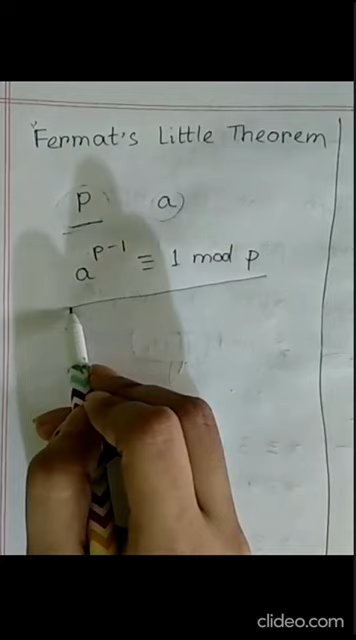 Fermat's Little Theorem
p a
a^{p-1} ≡ 1 mod p
clideo.com